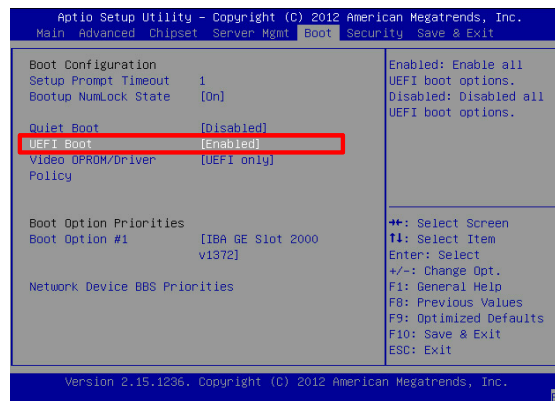 Aptio Setup Utility – Copyright (C) 2012 American Megatrends, Inc.
Main Advanced Chipset Server Mgmt Boot Security Save & Exit
Boot Configuration
Setup Prompt Timeout 1
Bootup NumLock State [On]
Quiet Boot [Disabled]
UEFI Boot [Enabled]
Video OPROM/Driver [UEFI only]
Policy
Boot Option Priorities
Boot Option #1 [IBA GE Slot 2000
v1372]
Network Device BBS Priorities
Enabled: Enable all
UEFI boot options.
Disabled: Disabled all
UEFI boot options.
→←: Select Screen
↑↓: Select Item
Enter: Select
+/-: Change Opt.
F1: General Help
F8: Previous Values
F9: Optimized Defaults
F10: Save & Exit
ESC: Exit
Version 2.15.1236. Copyright (C) 2012 American Megatrends, Inc.